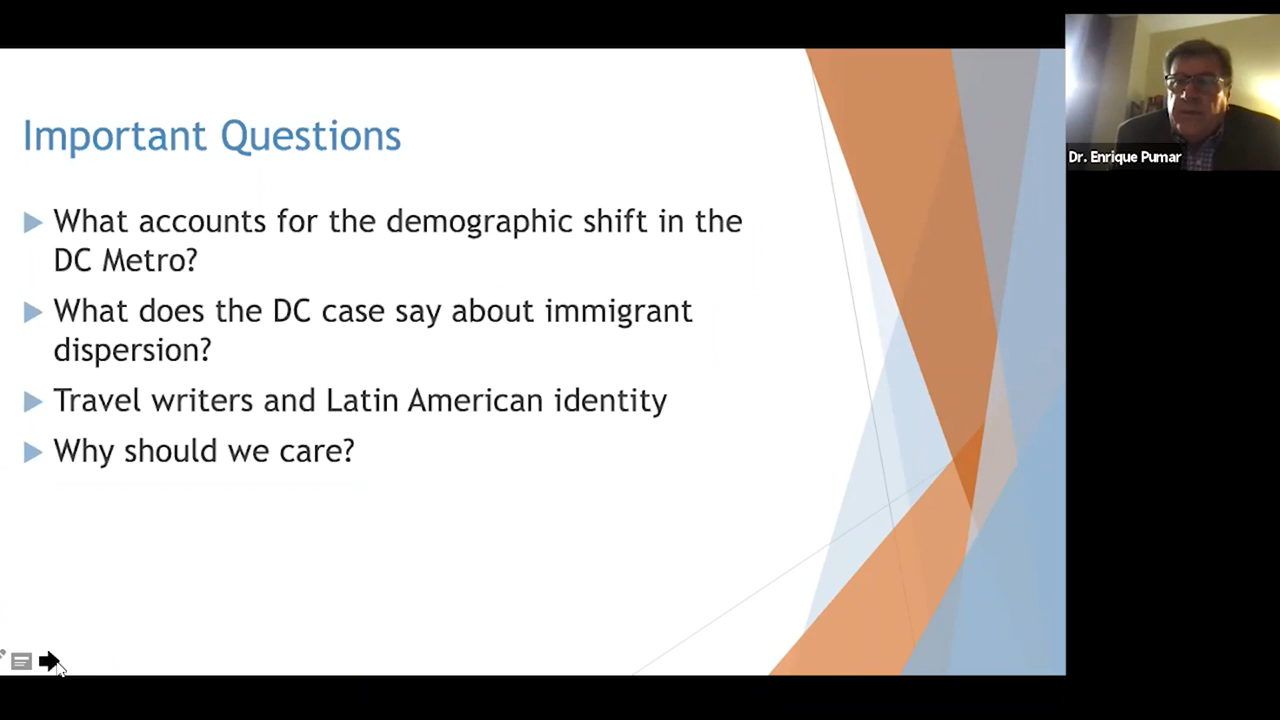 Important Questions
What accounts for the demographic shift in the
DC Metro?
What does the DC case say about immigrant
dispersion?
Travel writers and Latin American identity
Why should we care?
Dr. Enrique Pumar